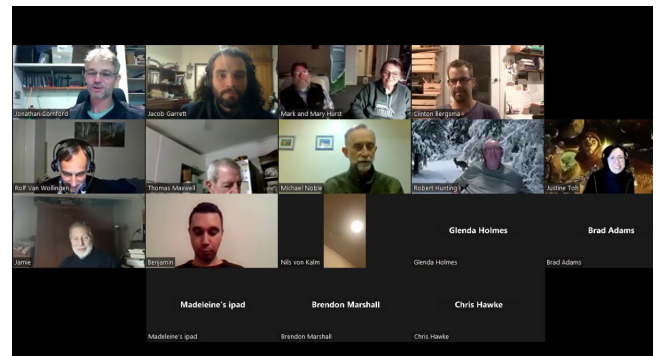 Jonathan Cornford
Jacob Garrett
Mark and Mary Hurst
Clinton Bergsma
Rolf Van Wollingen
Thomas Maxwell
Michael Noble
Robert Hunting
Justine Toh
Jamie
Benjamin
Nils von Kalm
Glenda Holmes
Glenda Holmes
Brad Adams
Brad Adams
Madeleine's ipad
Madeleine's ipad
Brendon Marshall
Brendon Marshall
Chris Hawke
Chris Hawke